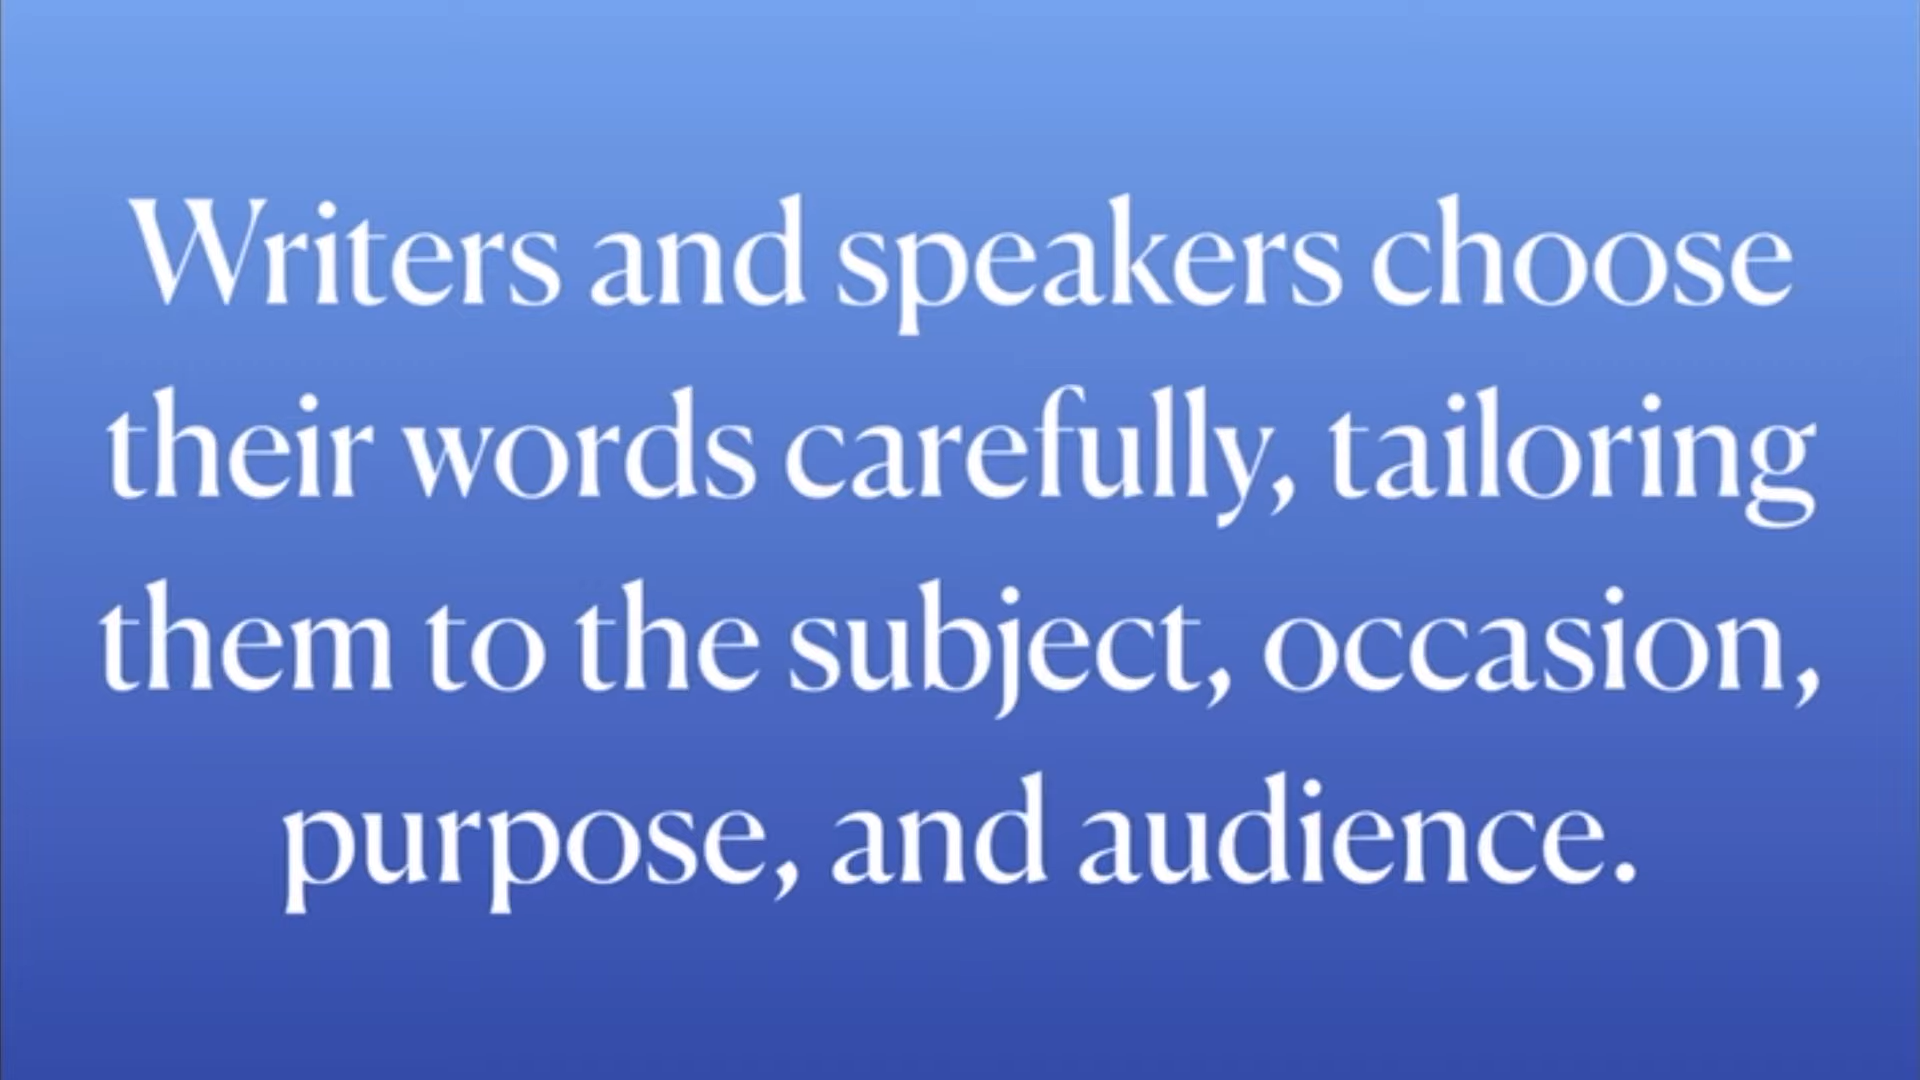 Writers and speakers choose
their words carefully, tailoring
them to the subject, occasion,
purpose, and audience.